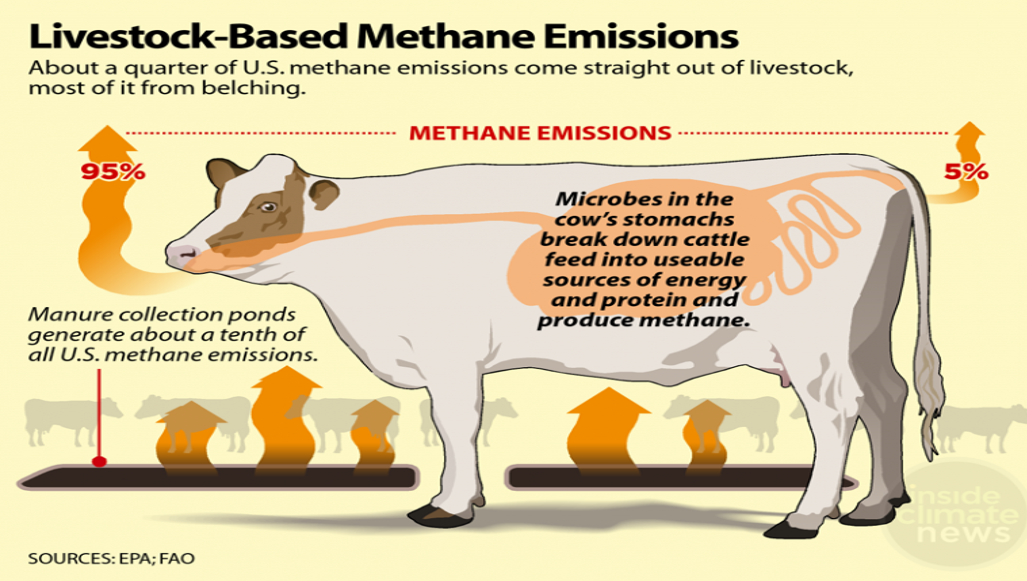 Livestock-Based Methane Emissions
About a quarter of U.S. methane emissions come straight out of livestock,
most of it from belching.
METHANE EMISSIONS
95%
5%
Microbes in the
cow's stomachs
break down cattle
feed into useable
sources of energy
and protein and
produce methane.
Manure collection ponds
generate about a tenth of
all U.S. methane emissions.
inside
climate
news
SOURCES: EPA; FAO